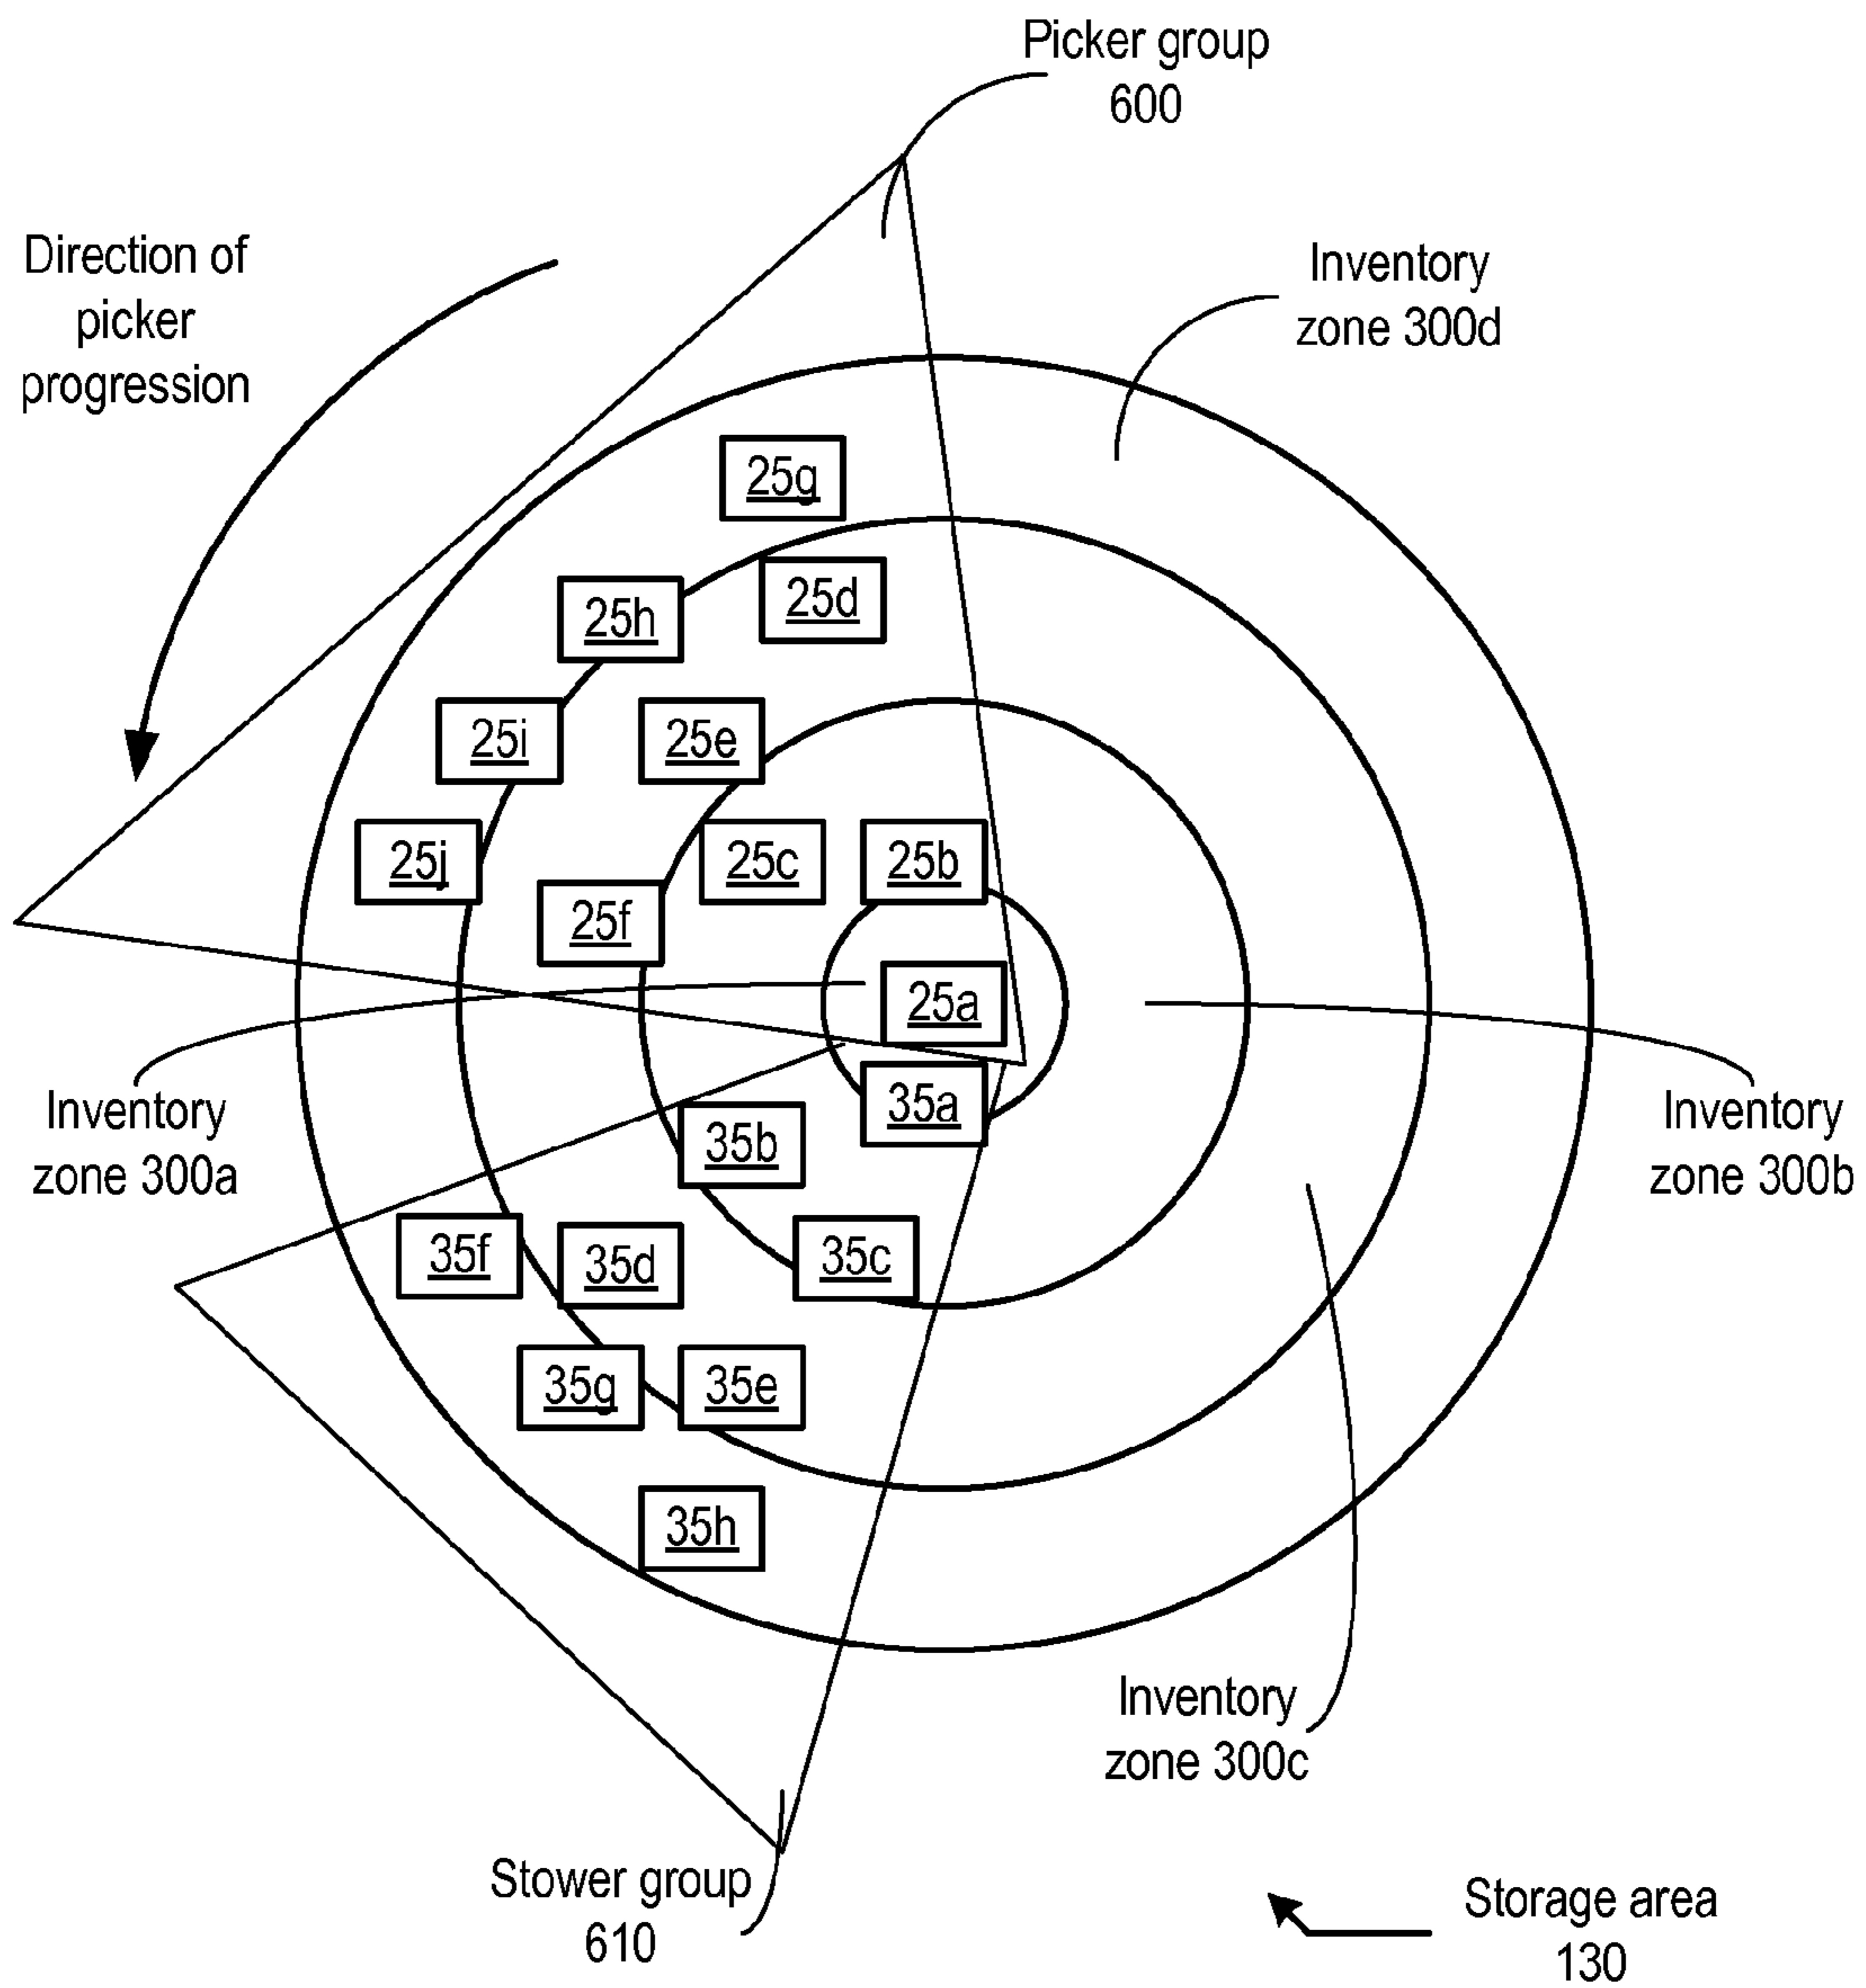 Picker group
600
Direction of
picker
progression
Inventory
zone 300d
25g
25d
25h
25i
25e
25j
25c
25b
25f
25a
35a
Inventory
zone 300a
Inventory
zone 300b
35b
35f
35d
35c
35g
35e
35h
Inventory
zone 300c
Stower group
610
Storage area
130